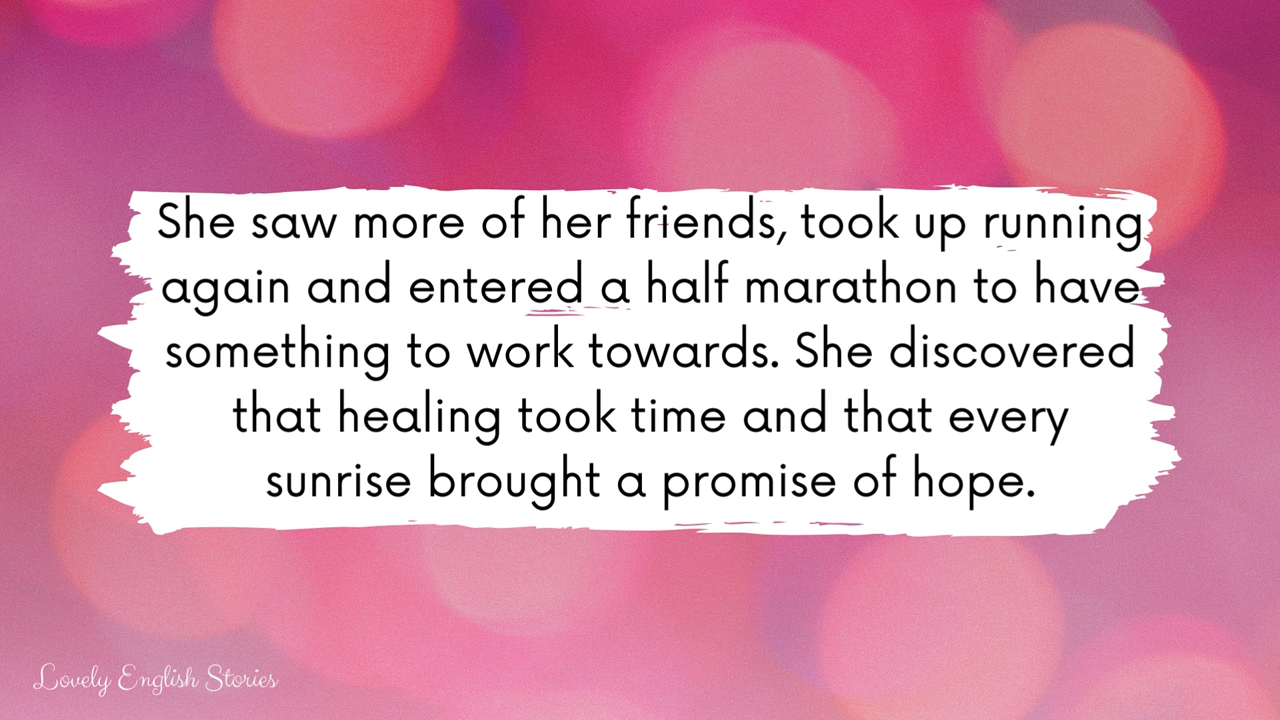 She saw more of her friends, took up running
again and entered a half marathon to have
something to work towards. She discovered
that healing took time and that every
sunrise brought a promise of hope.
Lovely English Stories